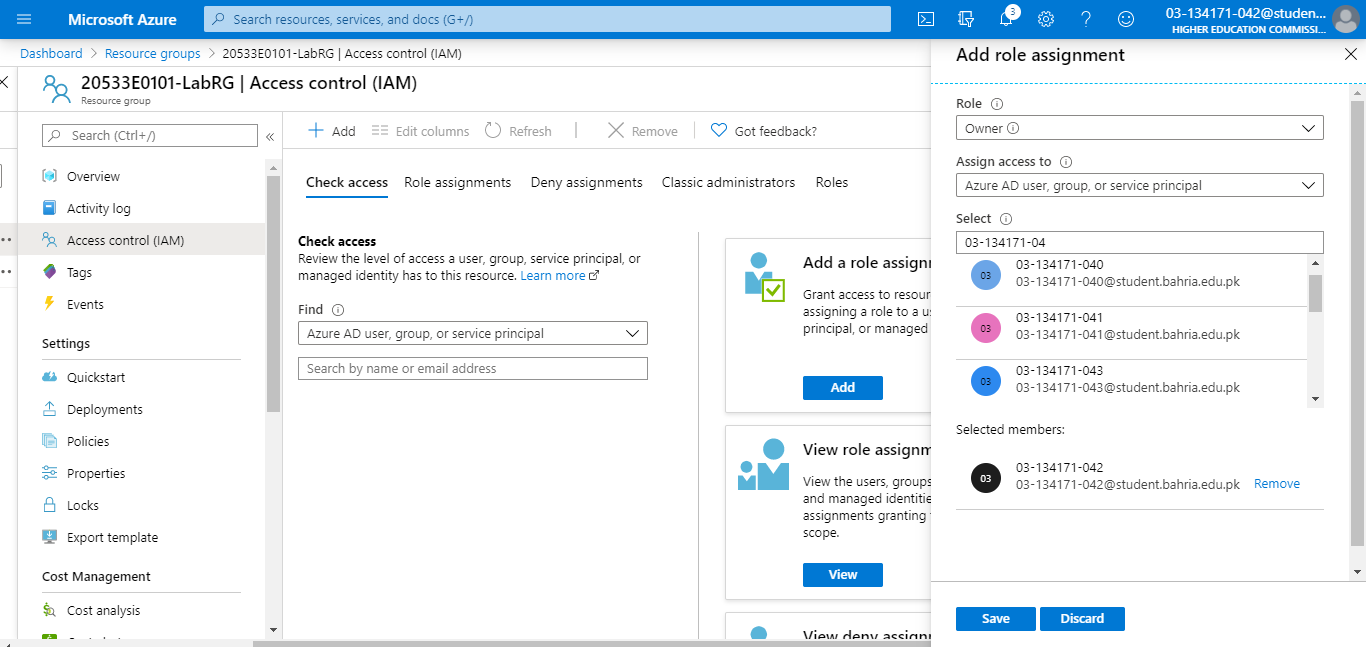 Microsoft Azure
Search resources, services, and docs (G+/)
3
03-134171-042@studen...
HIGHER EDUCATION COMMISSI...
Dashboard > Resource groups > 20533E0101-LabRG | Access control (IAM)
20533E0101-LabRG | Access control (IAM)
Resource group
Search (Ctrl+/)
«
Overview
Activity log
Access control (IAM)
Tags
Events
Settings
Quickstart
Deployments
Policies
Properties
Locks
Export template
Cost Management
Cost analysis
Add
Edit columns
Refresh
Remove
Got feedback?
Check access
Role assignments
Deny assignments
Classic administrators
Roles
Check access
Review the level of access a user, group, service principal, or
managed identity has to this resource. Learn more
Find
Azure AD user, group, or service principal
Search by name or email address
Add a role assignm
Grant access to resour
assigning a role to a u
principal, or managed
Add
View role assignm
View the users, groups
and managed identitie
assignments granting
scope.
View
View deny assignm
Add role assignment
Role
Owner
Assign access to
Azure AD user, group, or service principal
Select
03-134171-04
03
03-134171-040
03-134171-040@student.bahria.edu.pk
03
03-134171-041
03-134171-041@student.bahria.edu.pk
03
03-134171-043
03-134171-043@student.bahria.edu.pk
Selected members:
03
03-134171-042
03-134171-042@student.bahria.edu.pk
Remove
Save
Discard